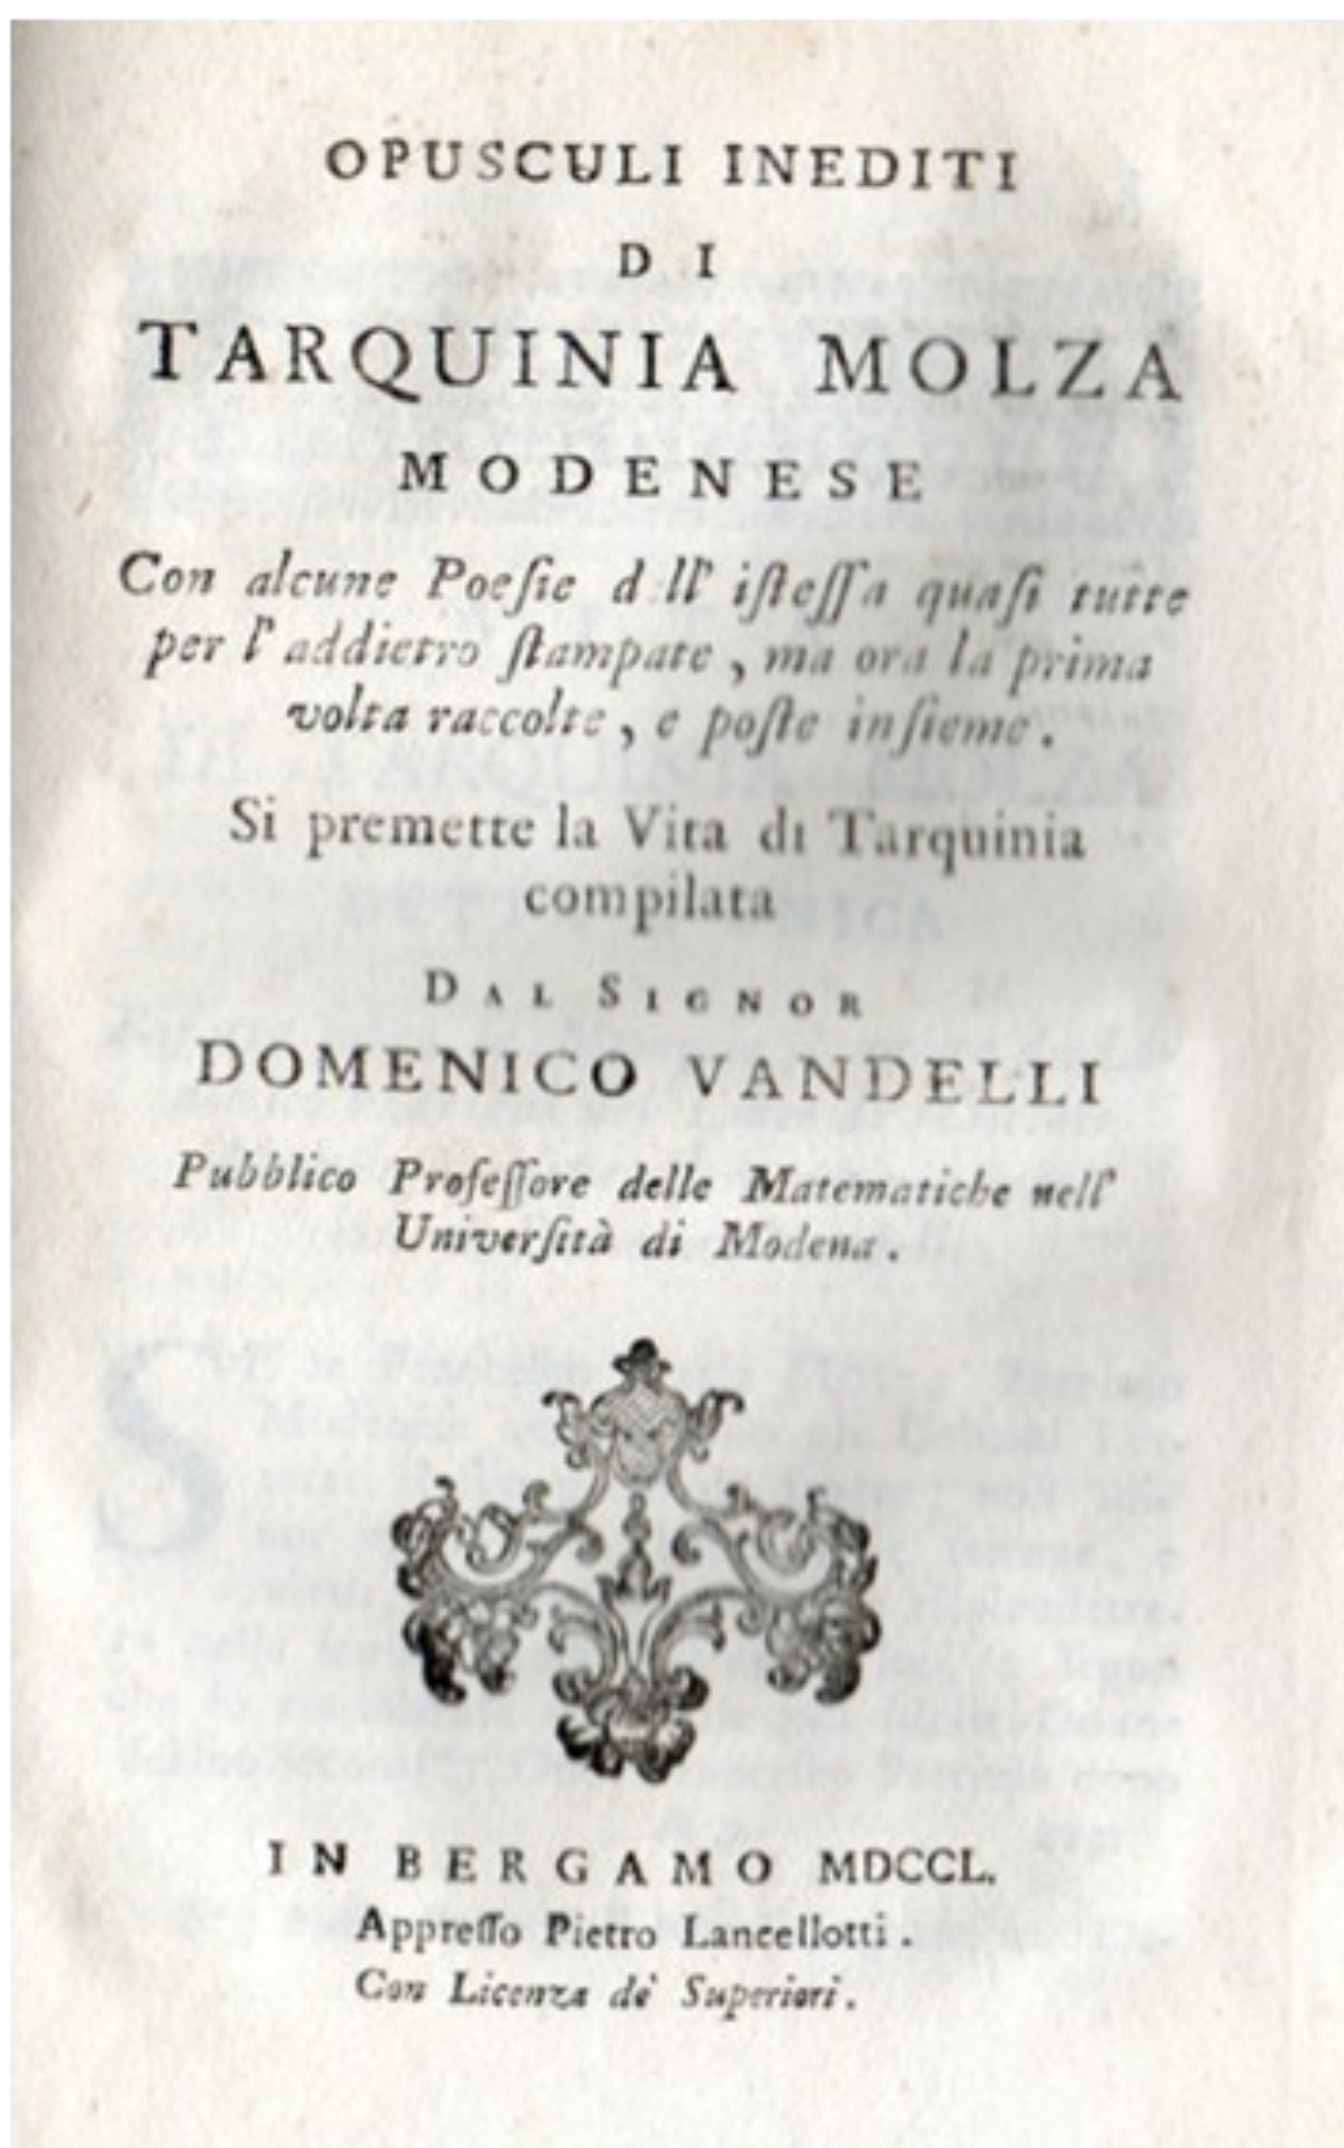 OPUSCULI INEDITI
DI
TARQUINIA MOLZA
MODENESE
Con alcune Poeſie d ll' iſteſſa quaſi tutte
per l'addietro ſtampate, ma ora la prima
volta raccolte, e poſte inſieme.
Si premette la Vita di Tarquinia
compilata
DAL SIGNOR
DOMENICO VANDELLI
Pubblico Profeſſore delle Matematiche nell'
Univerſità di Modena.
IN BERGAMO MDCCL.
Appreſſo Pietro Lancellotti.
Con Licenza de' Superiori.